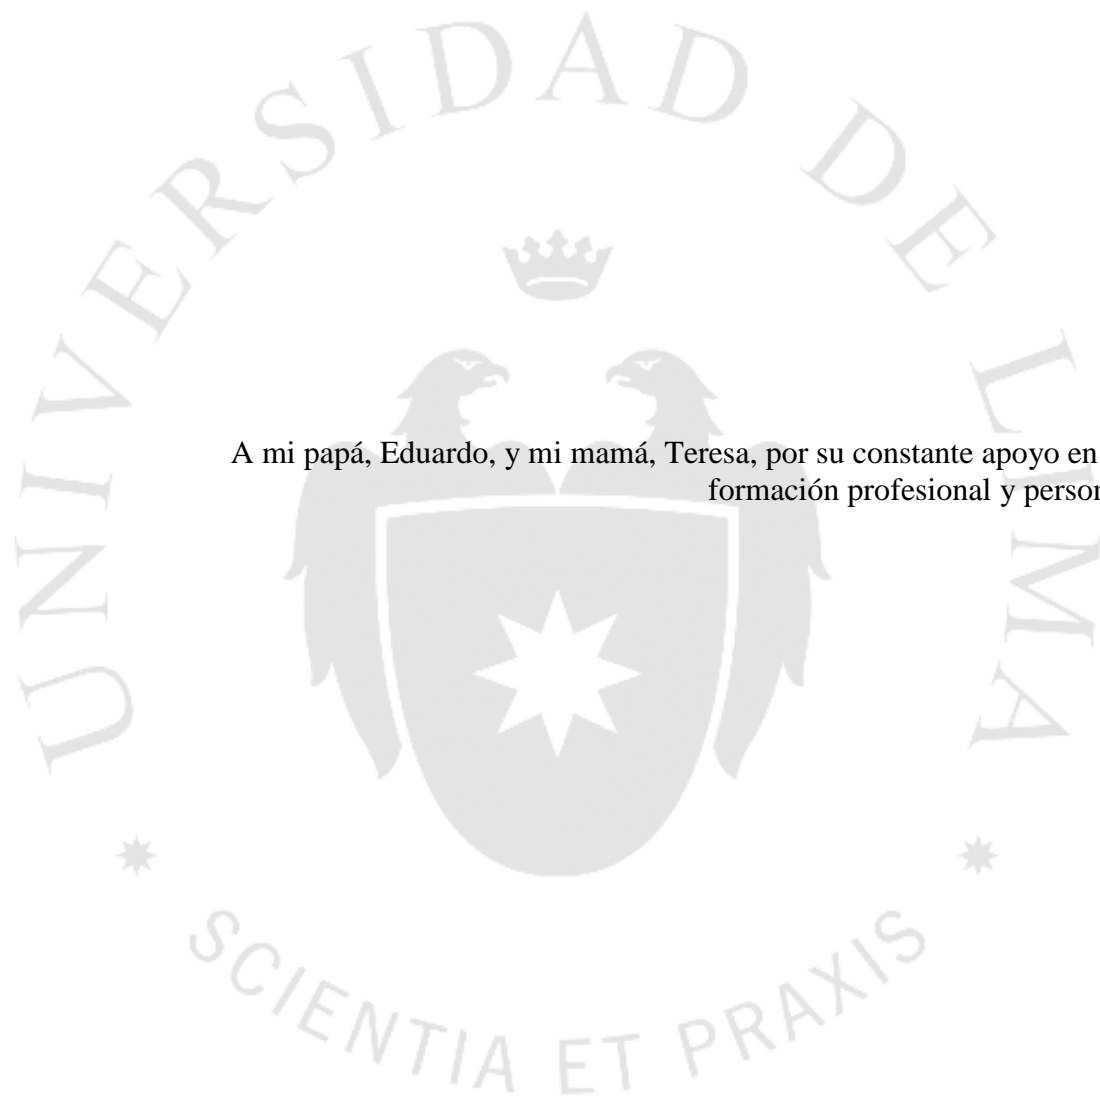 UNIVERSIDAD DE LIMA
A mi papá, Eduardo, y mi mamá, Teresa, por su constante apoyo en
formación profesional y
SCIENTIA ET PRAXIS